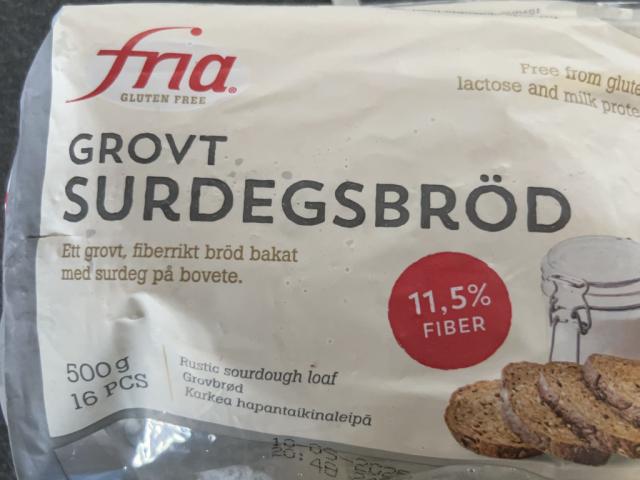 fria
GLUTEN FREE
Free from glute
lactose and milk prote
GROVT
SURDEGSBRÖD
Ett grovt, fiberrikt bröd bakat
med surdeg på bovete.
11,5%
FIBER
500 g
16 PCS
Rustic sourdough loaf
Grovbrød
Karkea hapantaikinaleipä